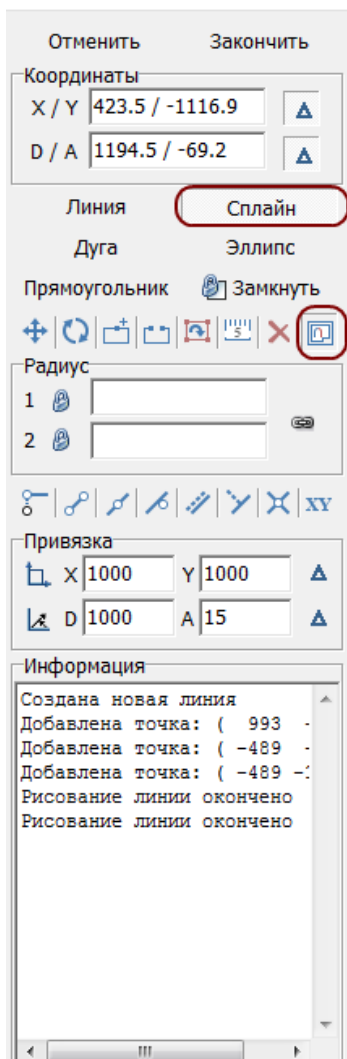 Отменить Закончить
Координаты
X / Y 423.5 / -1116.9
D / A 1194.5 / -69.2
Линия Сплайн
Дуга Эллипс
Прямоугольник Замкнуть
5
Радиус
1
2
XY
Привязка
X 1000 Y 1000
D 1000 A 15
Информация
Создана новая линия
Добавлена точка: ( 993 -
Добавлена точка: ( -489 -
Добавлена точка: ( -489 -1
Рисование линии окончено
Рисование линии окончено